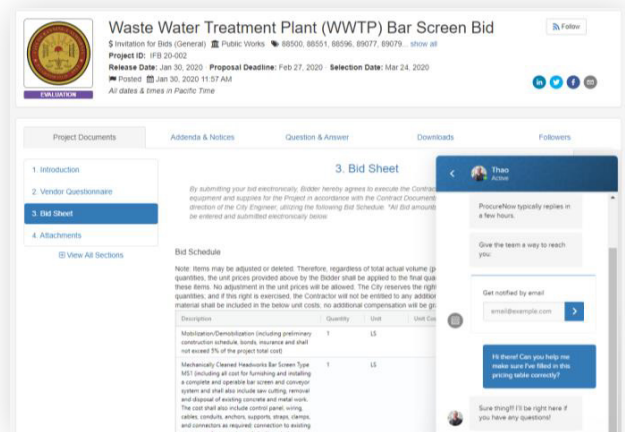 Waste Water Treatment Plant (WWTP) Bar Screen Bid
Follow
$ Invitation for Bids (General) Public Works 88500, 88551, 88596, 89077, 89079... show all
Project ID: IFB 20-002
Release Date: Jan 30, 2020 · Proposal Deadline: Feb 27, 2020 · Selection Date: Mar 24, 2020
Posted Jan 30, 2020 11:57 AM
All dates & times in Pacific Time
EVALUATION
Project Documents
Addenda & Notices
Question & Answer
Downloads
Followers
1. Introduction
2. Vendor Questionnaire
3. Bid Sheet
4. Attachments
View All Sections
3. Bid Sheet
By submitting your bid electronically, Bidder hereby agrees to execute the Contrac
equipment and supplies for the Project in accordance with the Contract Document
direction of the City Engineer, utilizing the following Bid Schedule. *All Bid amounts
be entered and submitted electronically below.
Bid Schedule
Note: Items may be adjusted or deleted. Therefore, regardless of total actual volume (p
quantities, the unit prices provided above by the Bidder shall be applied to the final qua
these items. No adjustment in the unit prices will be allowed. The City reserves the righ
quantities, and if this right is exercised, the Contractor will not be entitled to any addition
material shall be included in the below unit costs. no additional compensation will be gi
Description Quantity Unit Unit Cos
Mobilization/Demobilization (including preliminary 1 LS
construction schedule, bonds, insurance and shall
not exceed 5% of the project total cost)
Mechanically Cleaned Headworks Bar Screen Type 1 LS
MS1 (including all cost for furnishing and installing
a complete and operable bar screen and conveyor
system and shall also include saw cutting, removal
and disposal of existing concrete and metal work.
The cost shall also include control panel; wiring,
cables, conduits, anchors, supports, straps, clamps,
and connectors as required; connection to existing
Thao
Active
ProcureNow typically replies in
a few hours.
Give the team a way to reach
you:
Get notified by email
email@example.com
Hi there! Can you help me
make sure I've filled in this
pricing table correctly?
Sure thing!!! I'll be right here if
you have any questions!